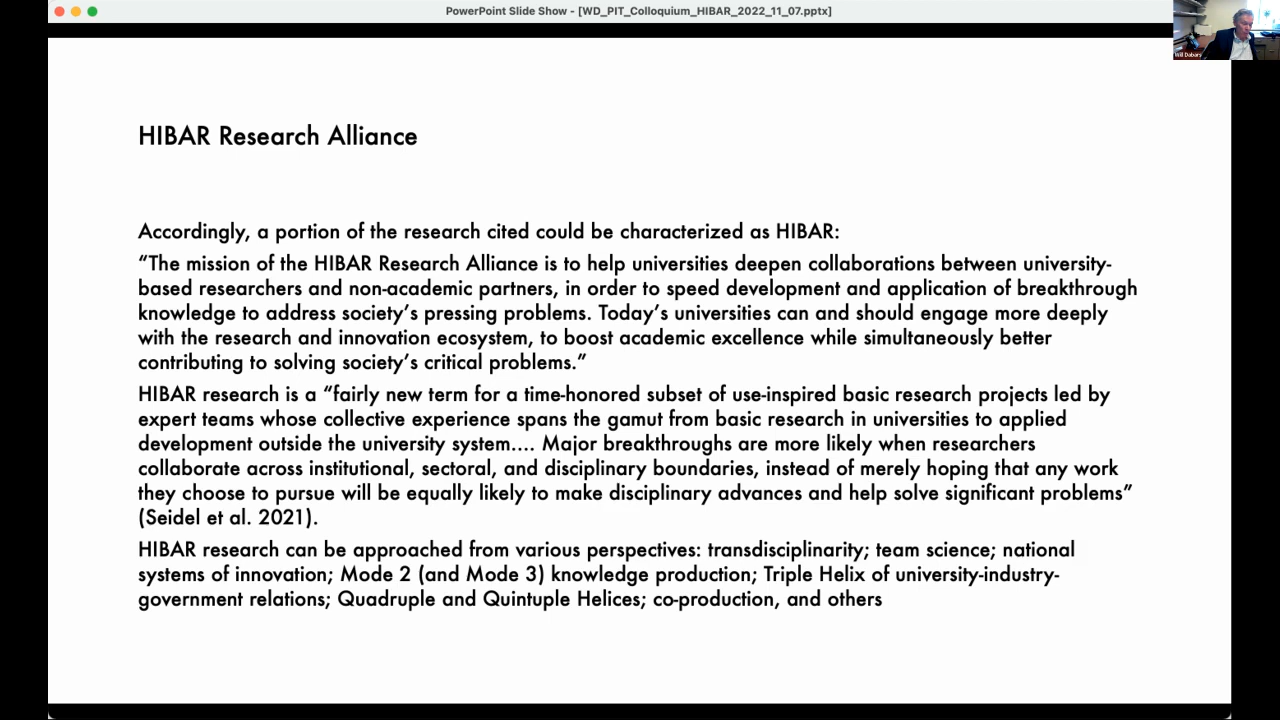 PowerPoint Slide Show - [WD_PIT_Colloquium_HIBAR_2022_11_07.pptx]
Will Dabars
HIBAR Research Alliance
Accordingly, a portion of the research cited could be characterized as HIBAR:
“The mission of the HIBAR Research Alliance is to help universities deepen collaborations between university-
based researchers and non-academic partners, in order to speed development and application of breakthrough
knowledge to address society’s pressing problems. Today’s universities can and should engage more deeply
with the research and innovation ecosystem, to boost academic excellence while simultaneously better
contributing to solving society’s critical problems.”
HIBAR research is a “fairly new term for a time-honored subset of use-inspired basic research projects led by
expert teams whose collective experience spans the gamut from basic research in universities to applied
development outside the university system.... Major breakthroughs are more likely when researchers
collaborate across institutional, sectoral, and disciplinary boundaries, instead of merely hoping that any work
they choose to pursue will be equally likely to make disciplinary advances and help solve significant problems”
(Seidel et al. 2021).
HIBAR research can be approached from various perspectives: transdisciplinarity; team science; national
systems of innovation; Mode 2 (and Mode 3) knowledge production; Triple Helix of university-industry-
government relations; Quadruple and Quintuple Helices; co-production, and others